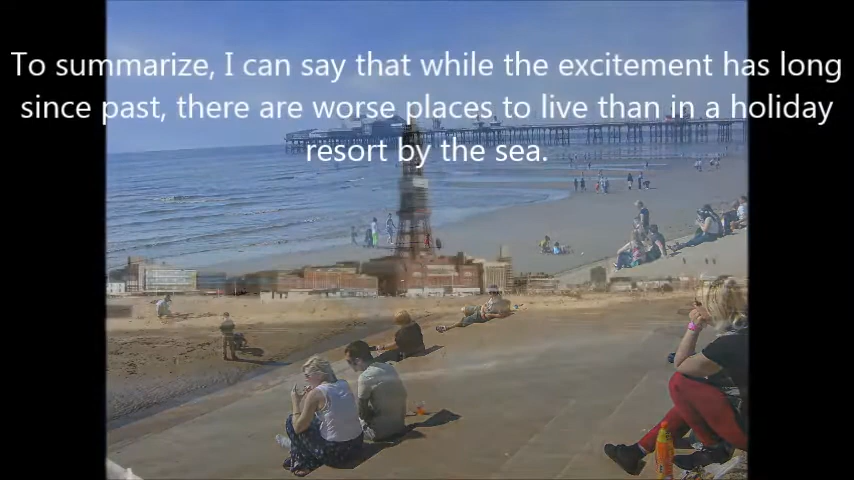 To summarize, I can say that while the excitement has long
since past, there are worse places to live than in a holiday
resort by the sea.